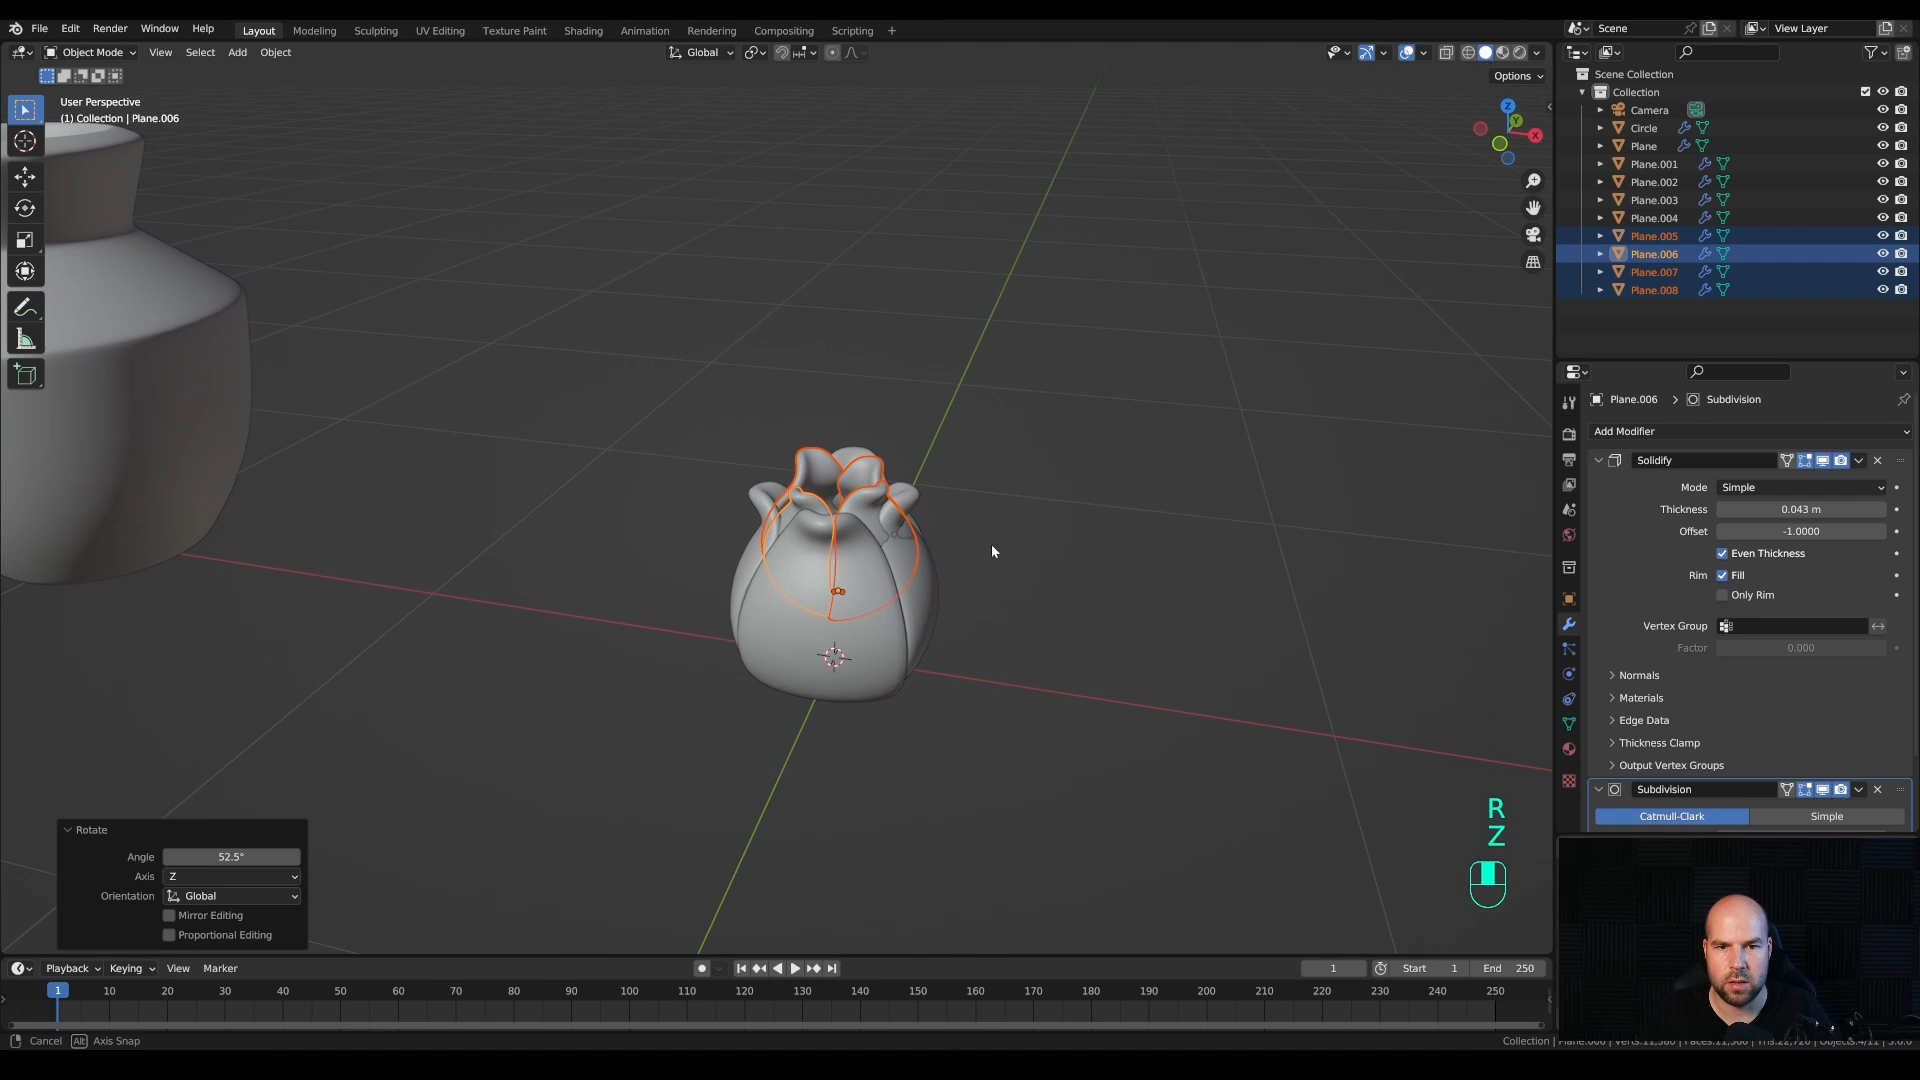 File Edit Render Window Help Layout Modeling Sculpting UV Editing Texture Paint Shading Animation Rendering Compositing Scripting + Scene View Layer
Object Mode View Select Add Object Global
Options
User Perspective
(1) Collection | Plane.006
Z
Y
X
Scene Collection
Collection
Camera
Circle
Plane
Plane.001
Plane.002
Plane.003
Plane.004
Plane.005
Plane.006
Plane.007
Plane.008
Plane.006 > Subdivision
Add Modifier
Solidify
Mode Simple
Thickness 0.043 m
Offset -1.0000
Even Thickness
Rim Fill
Only Rim
Vertex Group
Factor 0.000
Normals
Materials
Edge Data
Thickness Clamp
Output Vertex Groups
Subdivision
Catmull-Clark Simple
R
Z
Rotate
Angle 52.5°
Axis Z
Orientation Global
Mirror Editing
Proportional Editing
Playback Keying View Marker 1 Start 1 End 250
1 10 20 30 40 50 60 70 80 90 100 110 120 130 140 150 160 170 180 190 200 210 220 230 240 250
Cancel Alt Axis Snap Collection |